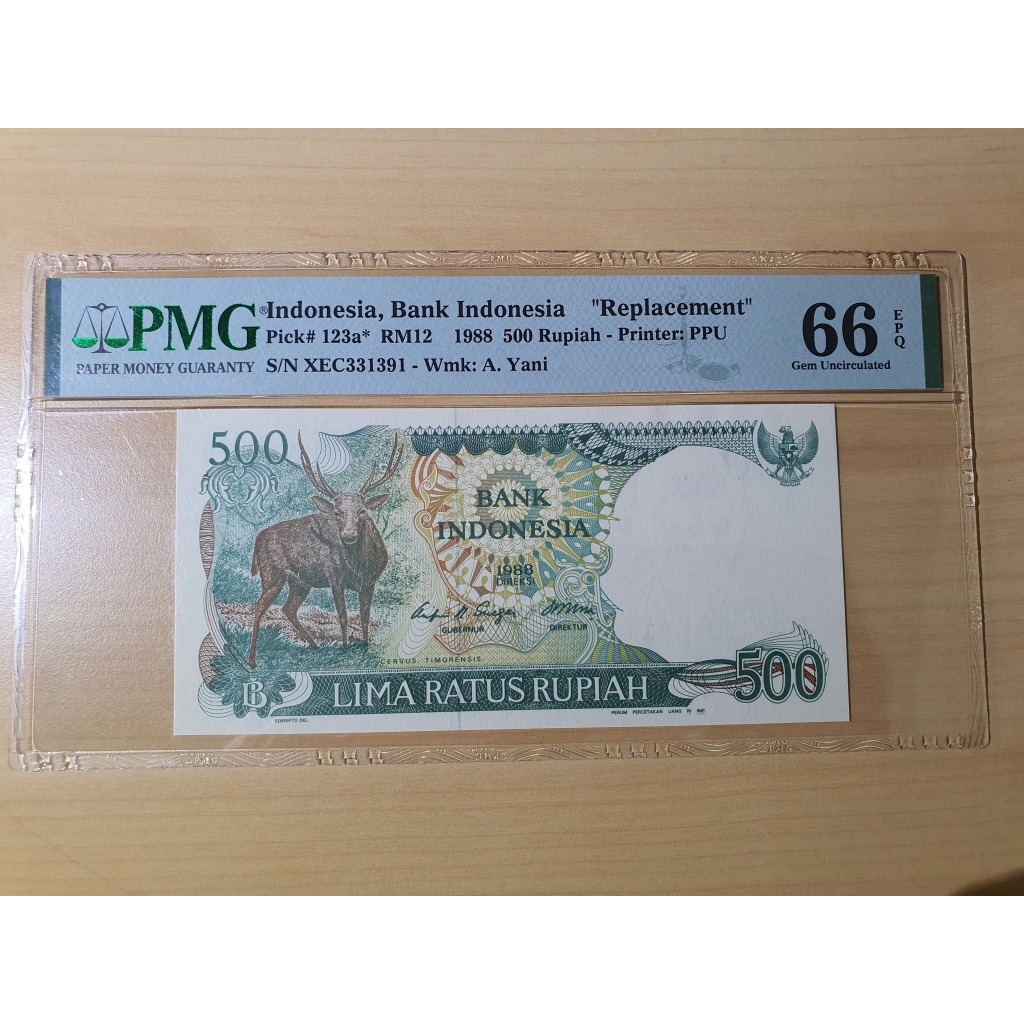 PMG® Indonesia, Bank Indonesia "Replacement"
Pick# 123a* RM12 1988 500 Rupiah - Printer: PPU
PAPER MONEY GUARANTY S/N XEC331391 - Wmk: A. Yani
66 EPQ
Gem Uncirculated
500
BANK
INDONESIA
1988
DIREKSI
GUBERNUR DIREKTUR
CERVUS TIMORENSIS
LIMA RATUS RUPIAH 500
SOERIPTO DEL. PERUM PERCETAKAN UANG RI IMP.